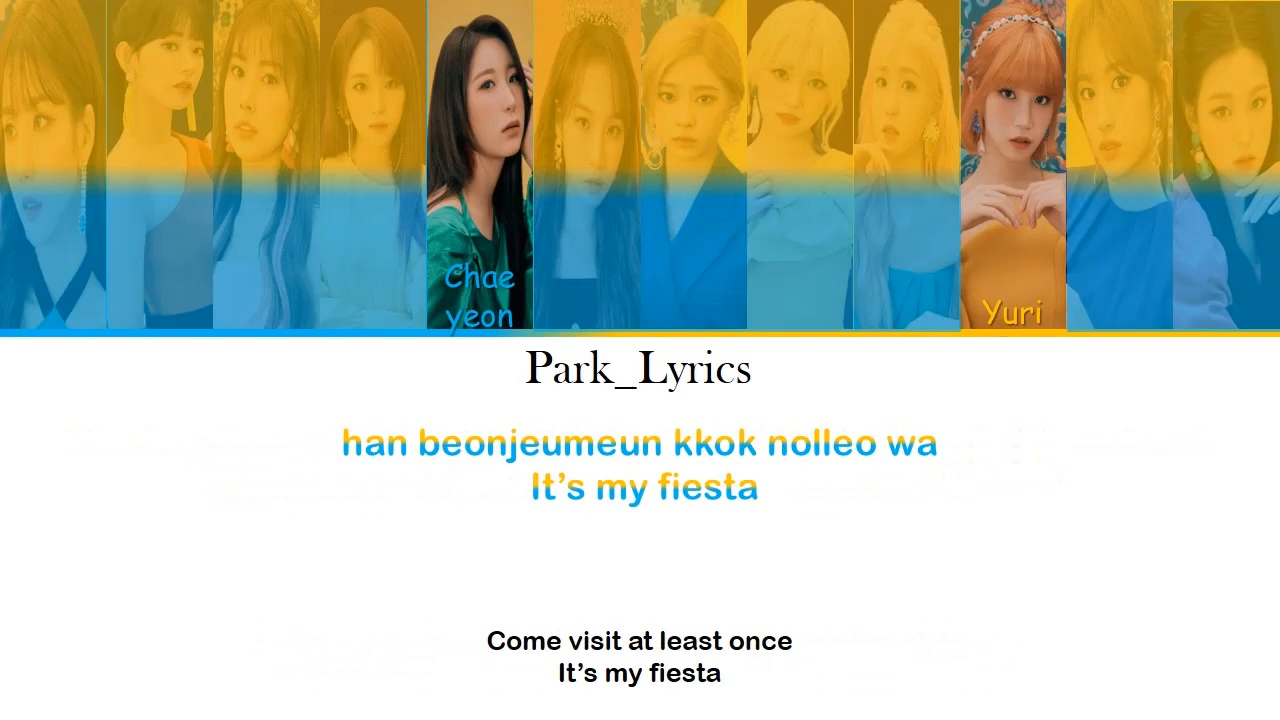 Chae
yeon
Yuri
Park_Lyrics
han beonjeumeun kkok nolleo wa
It's my fiesta
Come visit at least once
It's my fiesta